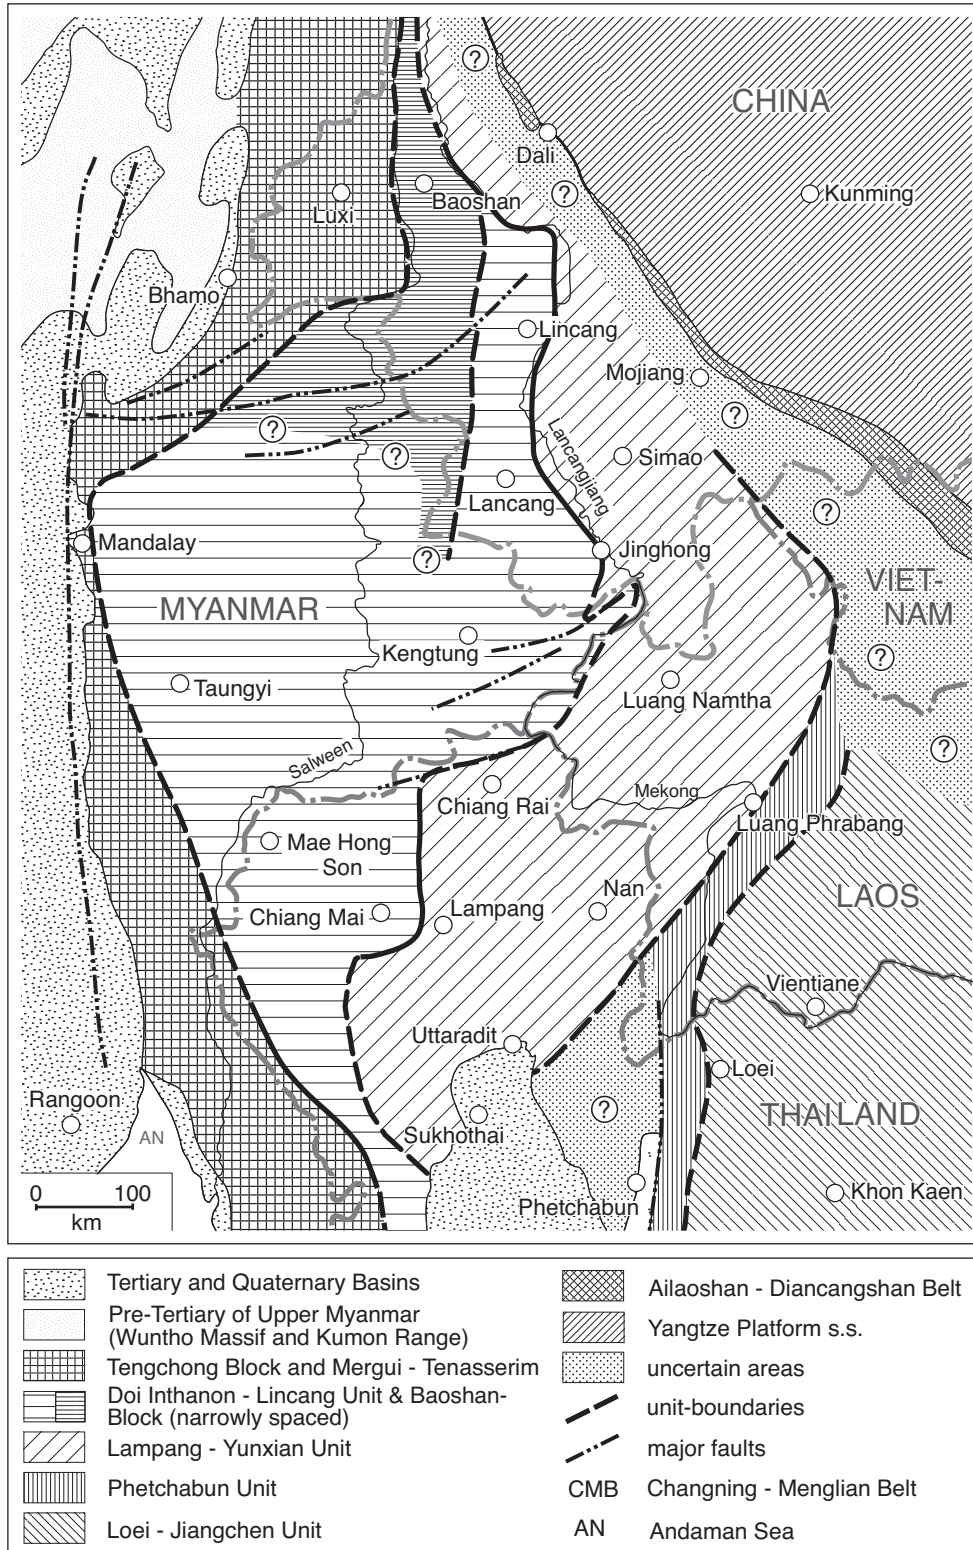 CHINA
?
Dali
Kunming
Baoshan
Luxi
?
Bhamo
Lincang
Mojiang
?
?
?
Lancangjiang
Simao
Lancang
?
Mandalay
?
Jinghong
VIET-
NAM
MYANMAR
Kengtung
?
Taungyi
Luang Namtha
Salween
?
Mekong
Chiang Rai
Luang Phrabang
Mae Hong
Son
Nan
LAOS
Chiang Mai
Lampang
Vientiane
Uttaradit
Loei
Rangoon
?
THAILAND
AN
Sukhothai
0 100
km
Phetchabun
Khon Kaen
Tertiary and Quaternary Basins
Pre-Tertiary of Upper Myanmar
(Wuntho Massif and Kumon Range)
Tengchong Block and Mergui - Tenasserim
Doi Inthanon - Lincang Unit & Baoshan-
Block (narrowly spaced)
Lampang - Yunxian Unit
Phetchabun Unit
Loei - Jiangchen Unit
Ailaoshan - Diancangshan Belt
Yangtze Platform s.s.
uncertain areas
unit-boundaries
major faults
CMB Changning - Menglian Belt
AN Andaman Sea